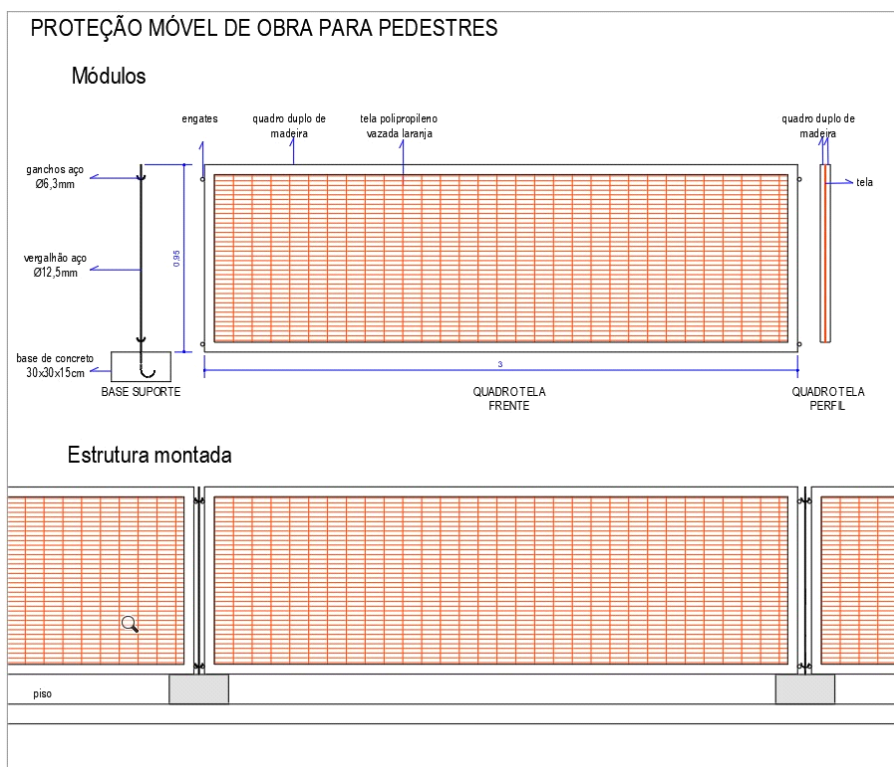 PROTEÇÃO MÓVEL DE OBRA PARA PEDESTRES
Módulos
engates
quadro duplo de
madeira
tela polipropileno
vazada laranja
quadro duplo de
madeira
ganchos aço
Ø6,3mm
tela
vergalhão aço
Ø12,5mm
0.95
base de concreto
30x30x15cm
3
BASE SUPORTE
QUADRO TELA
FRENTE
QUADRO TELA
PERFIL
Estrutura montada
piso